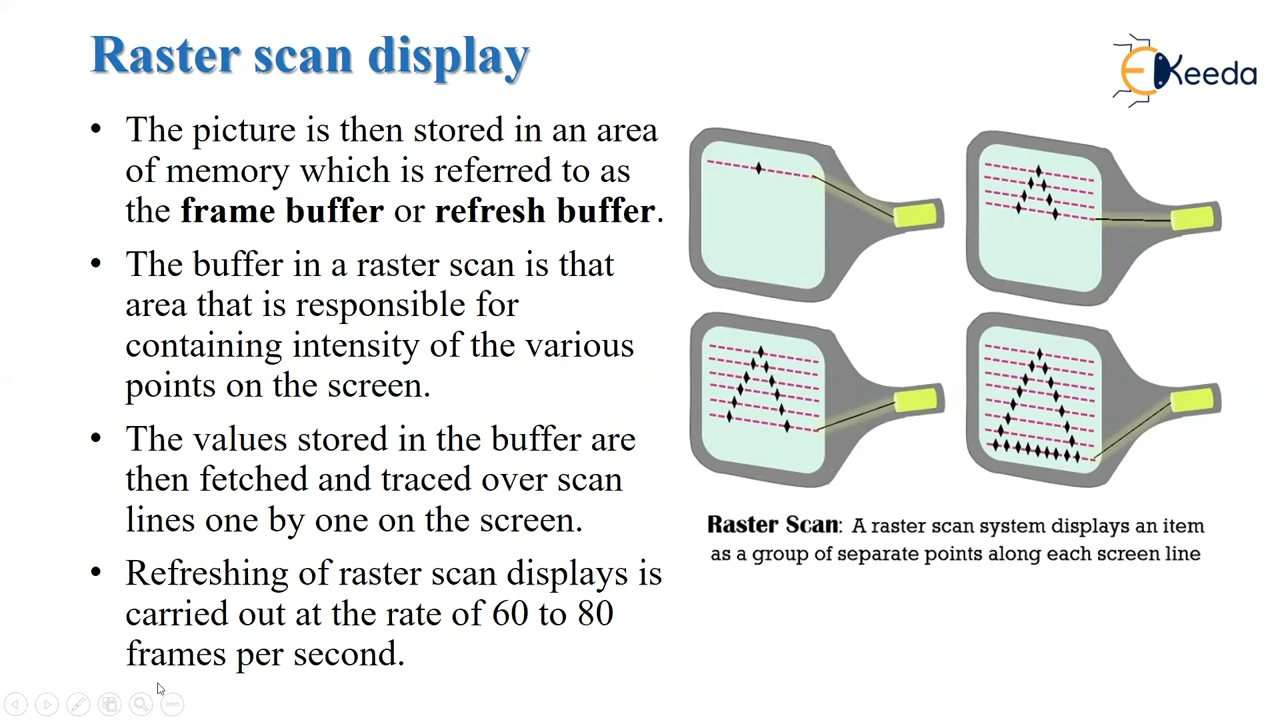 Raster scan display
EKeeda
• The picture is then stored in an area
of memory which is referred to as
the frame buffer or refresh buffer.
• The buffer in a raster scan is that
area that is responsible for
containing intensity of the various
points on the screen.
• The values stored in the buffer are
then fetched and traced over scan
lines one by one on the screen.
• Refreshing of raster scan displays is
carried out at the rate of 60 to 80
frames per second.
Raster Scan: A raster scan system displays an item
as a group of separate points along each screen line